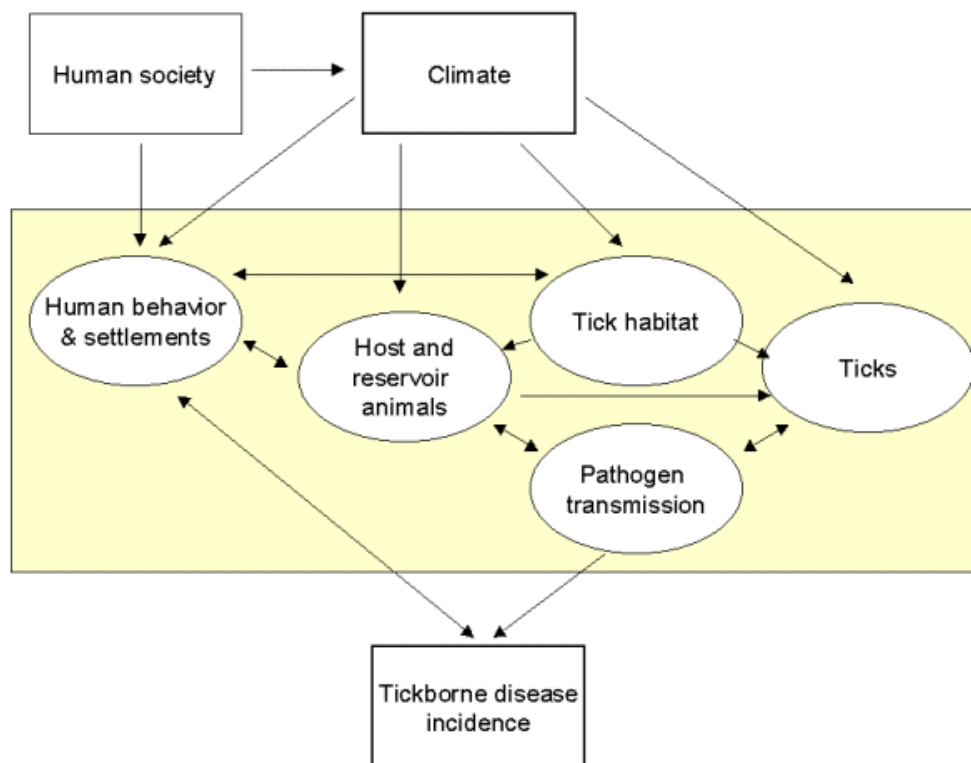 Human society
Climate
Human behavior
& settlements
Host and
reservoir
animals
Tick habitat
Ticks
Pathogen
transmission
Tickborne disease
incidence